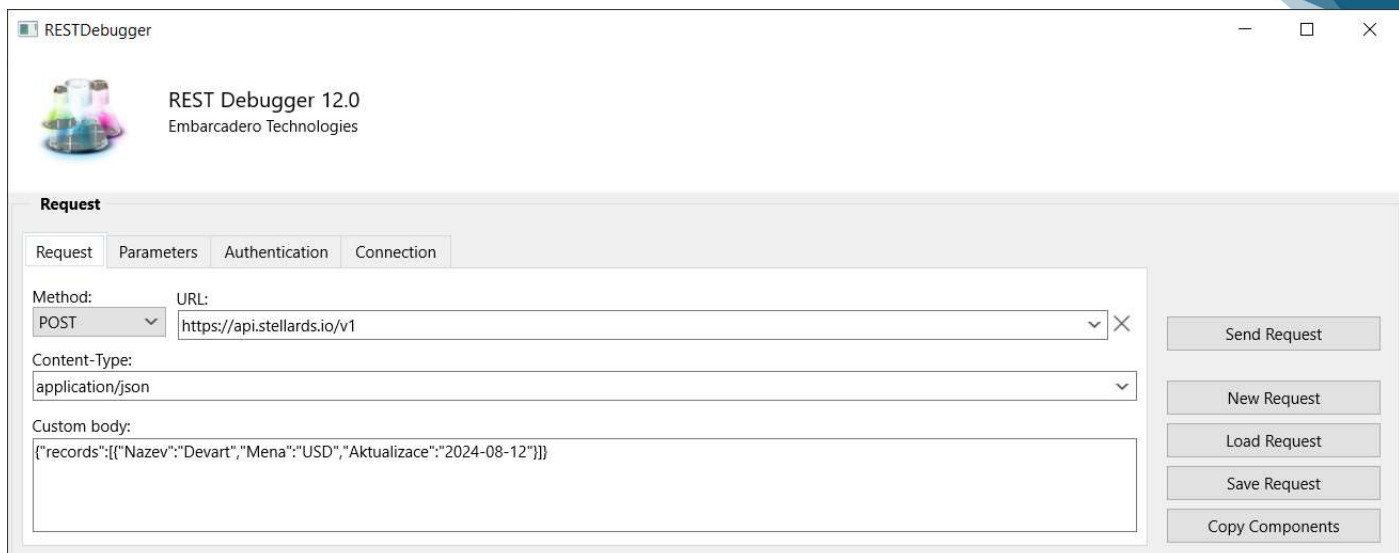 RESTDebugger
REST Debugger 12.0
Embarcadero Technologies
Request
Request Parameters Authentication Connection
Method: URL:
POST https://api.stellards.io/v1
Send Request
Content-Type:
application/json
New Request
Custom body:
{"records":[{"Nazev":"Devart","Mena":"USD","Aktualizace":"2024-08-12"}]}
Load Request
Save Request
Copy Components